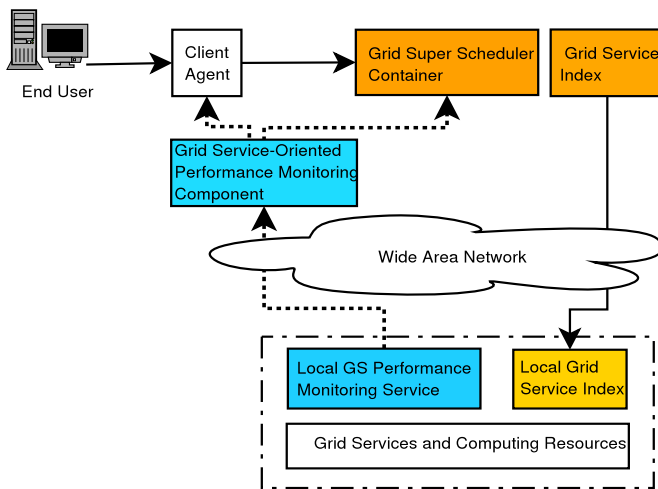 Client
Agent
Grid Super Scheduler
Container
Grid Service
Index
End User
Grid Service-Oriented
Performance Monitoring
Component
Wide Area Network
Local GS Performance
Monitoring Service
Local Grid
Service Index
Grid Services and Computing Resources